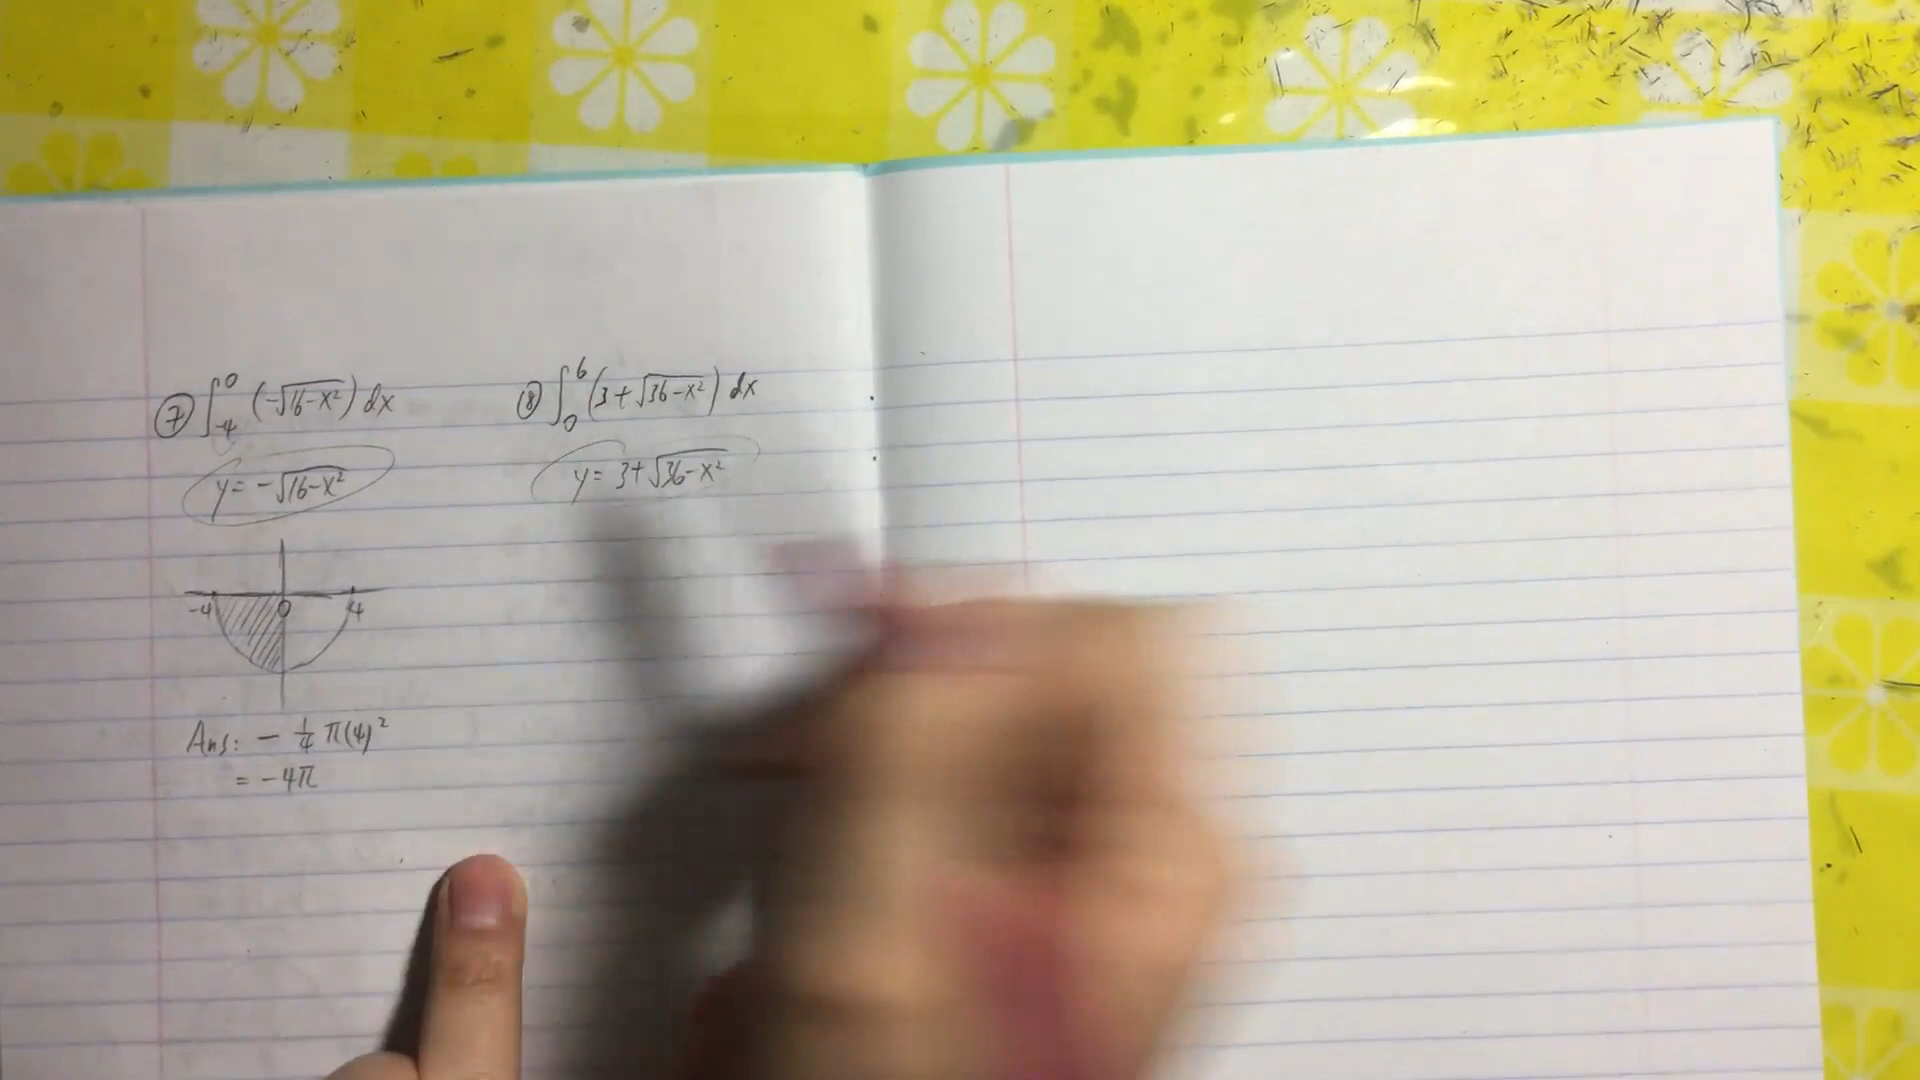 ⑦ ∫₋₄⁰ (-√(16-x²)) dx
y = -√(16-x²)
-4 0 4
Ans: - 1/4 π(4)²
= -4π
⑧ ∫₀⁶ (3+√(36-x²)) dx
y = 3+√(36-x²)